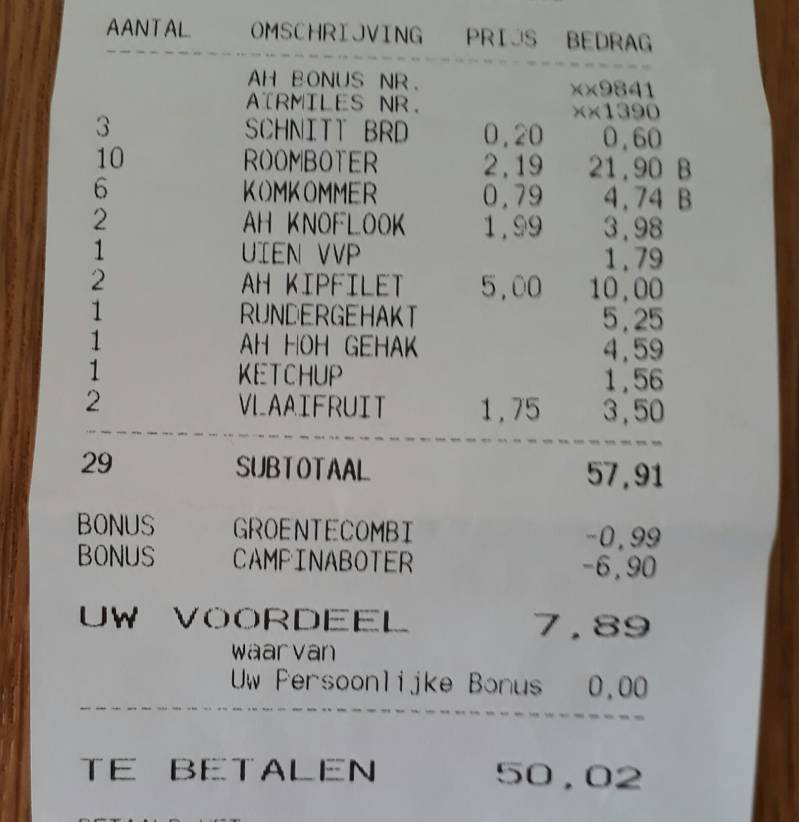 AANTAL OMSCHRIJVING PRIJS BEDRAG
AH BONUS NR. xx9841
AIRMILES NR. xx1390
3 SCHNITT BRD 0,20 0,60
10 ROOMBOTER 2,19 21,90 B
6 KOMKOMMER 0,79 4,74 B
2 AH KNOFLOOK 1,99 3,98
1 UIEN VVP 1,79
2 AH KIPFILET 5,00 10,00
1 RUNDERGEHAKT 5,25
1 AH HOH GEHAK 4,59
1 KETCHUP 1,56
2 VLAAIFRUIT 1,75 3,50
29 SUBTOTAAL 57,91
BONUS GROENTECOMBI -0,99
BONUS CAMPINABOTER -6,90
UW VOORDEEL 7,89
waarvan
Uw Persoonlijke Bonus 0,00
TE BETALEN 50,02